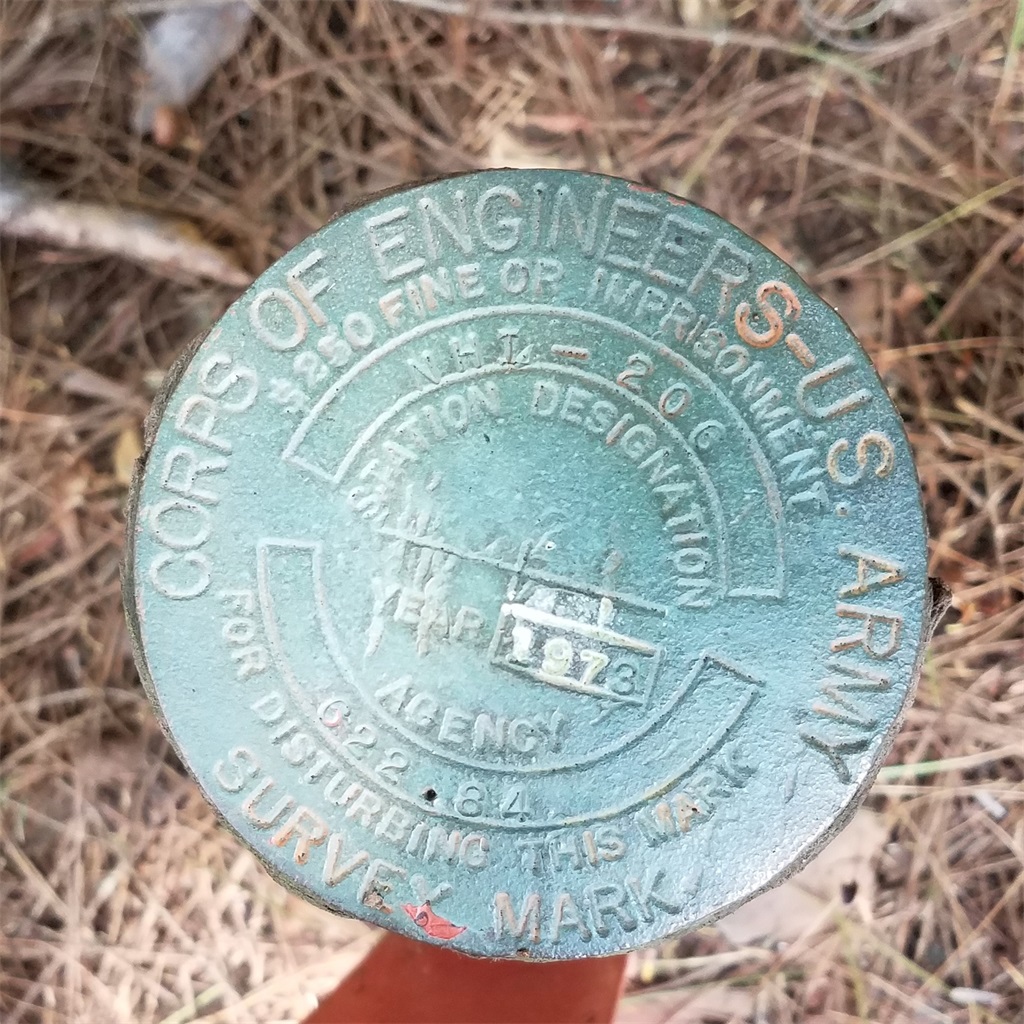 CORPS OF ENGINEERS-U.S. ARMY
$250 FINE OR IMPRISONMENT
VHL-206
STATION DESIGNATION
YEAR 1973
AGENCY
622.84
FOR DISTURBING THIS MARK
SURVEY MARK